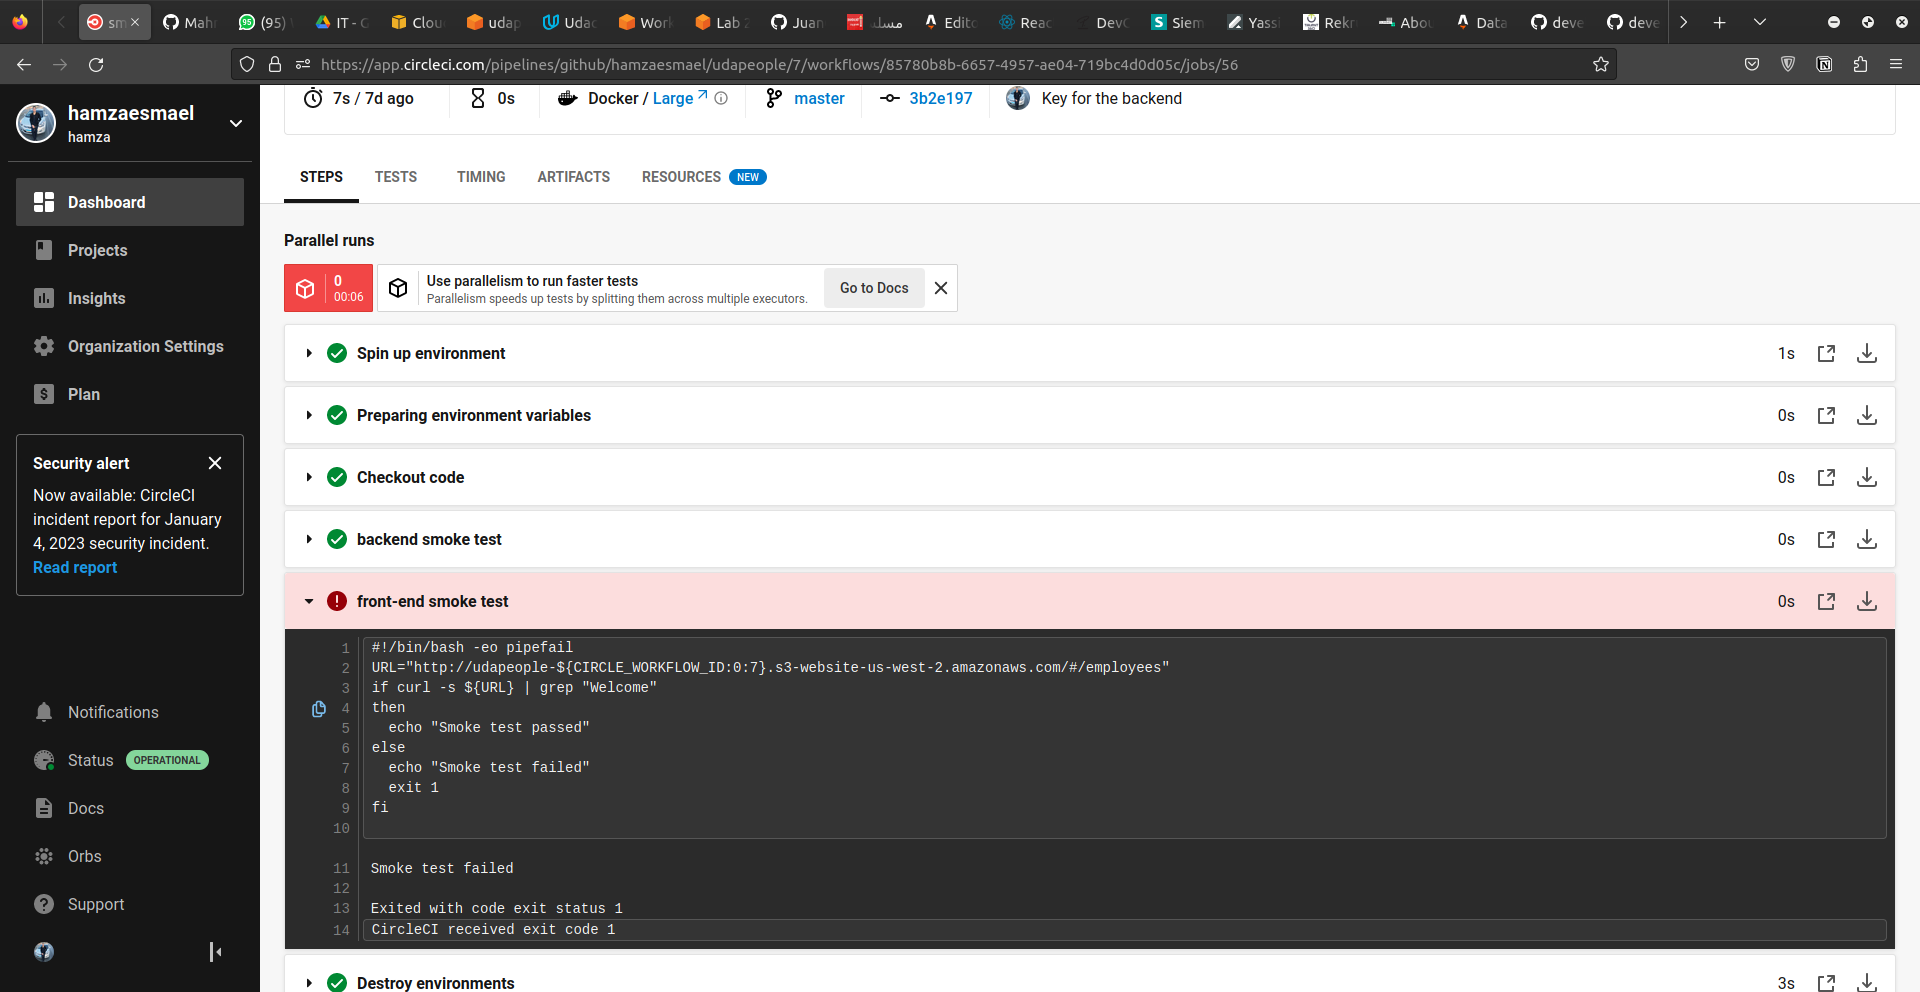 sm
Mahr
(95)
IT - G
Clou
udap
Udac
Work
Lab 2
Juan
مسلس
Edito
Reac
DevO
Siem
Yassi
Rekr
Abou
Data
deve
deve
https://app.circleci.com/pipelines/github/hamzaesmael/udapeople/7/workflows/85780b8b-6657-4957-ae04-719bc4d0d05c/jobs/56
hamzaesmael
hamza
Dashboard
Projects
Insights
Organization Settings
Plan
Security alert
Now available: CircleCI
incident report for January
4, 2023 security incident.
Read report
Notifications
Status OPERATIONAL
Docs
Orbs
Support
7s / 7d ago
0s
Docker / Large
master
3b2e197
Key for the backend
STEPS
TESTS
TIMING
ARTIFACTS
RESOURCES NEW
Parallel runs
0
00:06
Use parallelism to run faster tests
Parallelism speeds up tests by splitting them across multiple executors.
Go to Docs
Spin up environment 1s
Preparing environment variables 0s
Checkout code 0s
backend smoke test 0s
front-end smoke test 0s
1 #!/bin/bash -eo pipefail
2 URL="http://udapeople-${CIRCLE_WORKFLOW_ID:0:7}.s3-website-us-west-2.amazonaws.com/#/employees"
3 if curl -s ${URL} | grep "Welcome"
4 then
5 echo "Smoke test passed"
6 else
7 echo "Smoke test failed"
8 exit 1
9 fi
10
11 Smoke test failed
12
13 Exited with code exit status 1
14 CircleCI received exit code 1
Destroy environments 3s